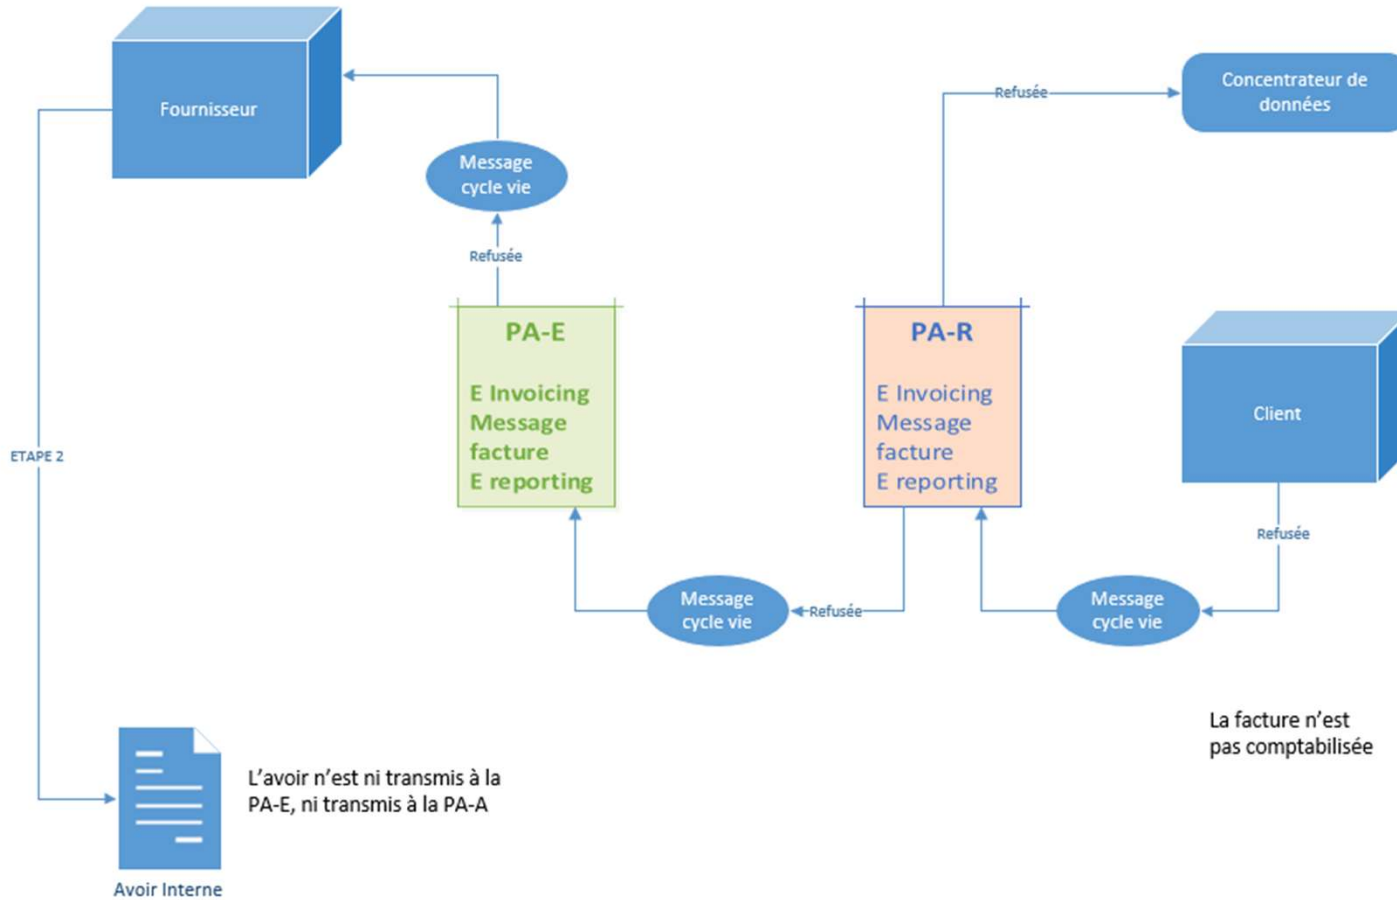 Fournisseur
Message
cycle vie
Refusée
Refusée
Concentrateur de
données
PA-E
E Invoicing
Message
facture
E reporting
PA-R
E Invoicing
Message
facture
E reporting
Client
ETAPE 2
Refusée
Message
cycle vie
Refusée
Message
cycle vie
La facture n’est
pas comptabilisée
L’avoir n’est ni transmis à la
PA-E, ni transmis à la PA-A
Avoir Interne